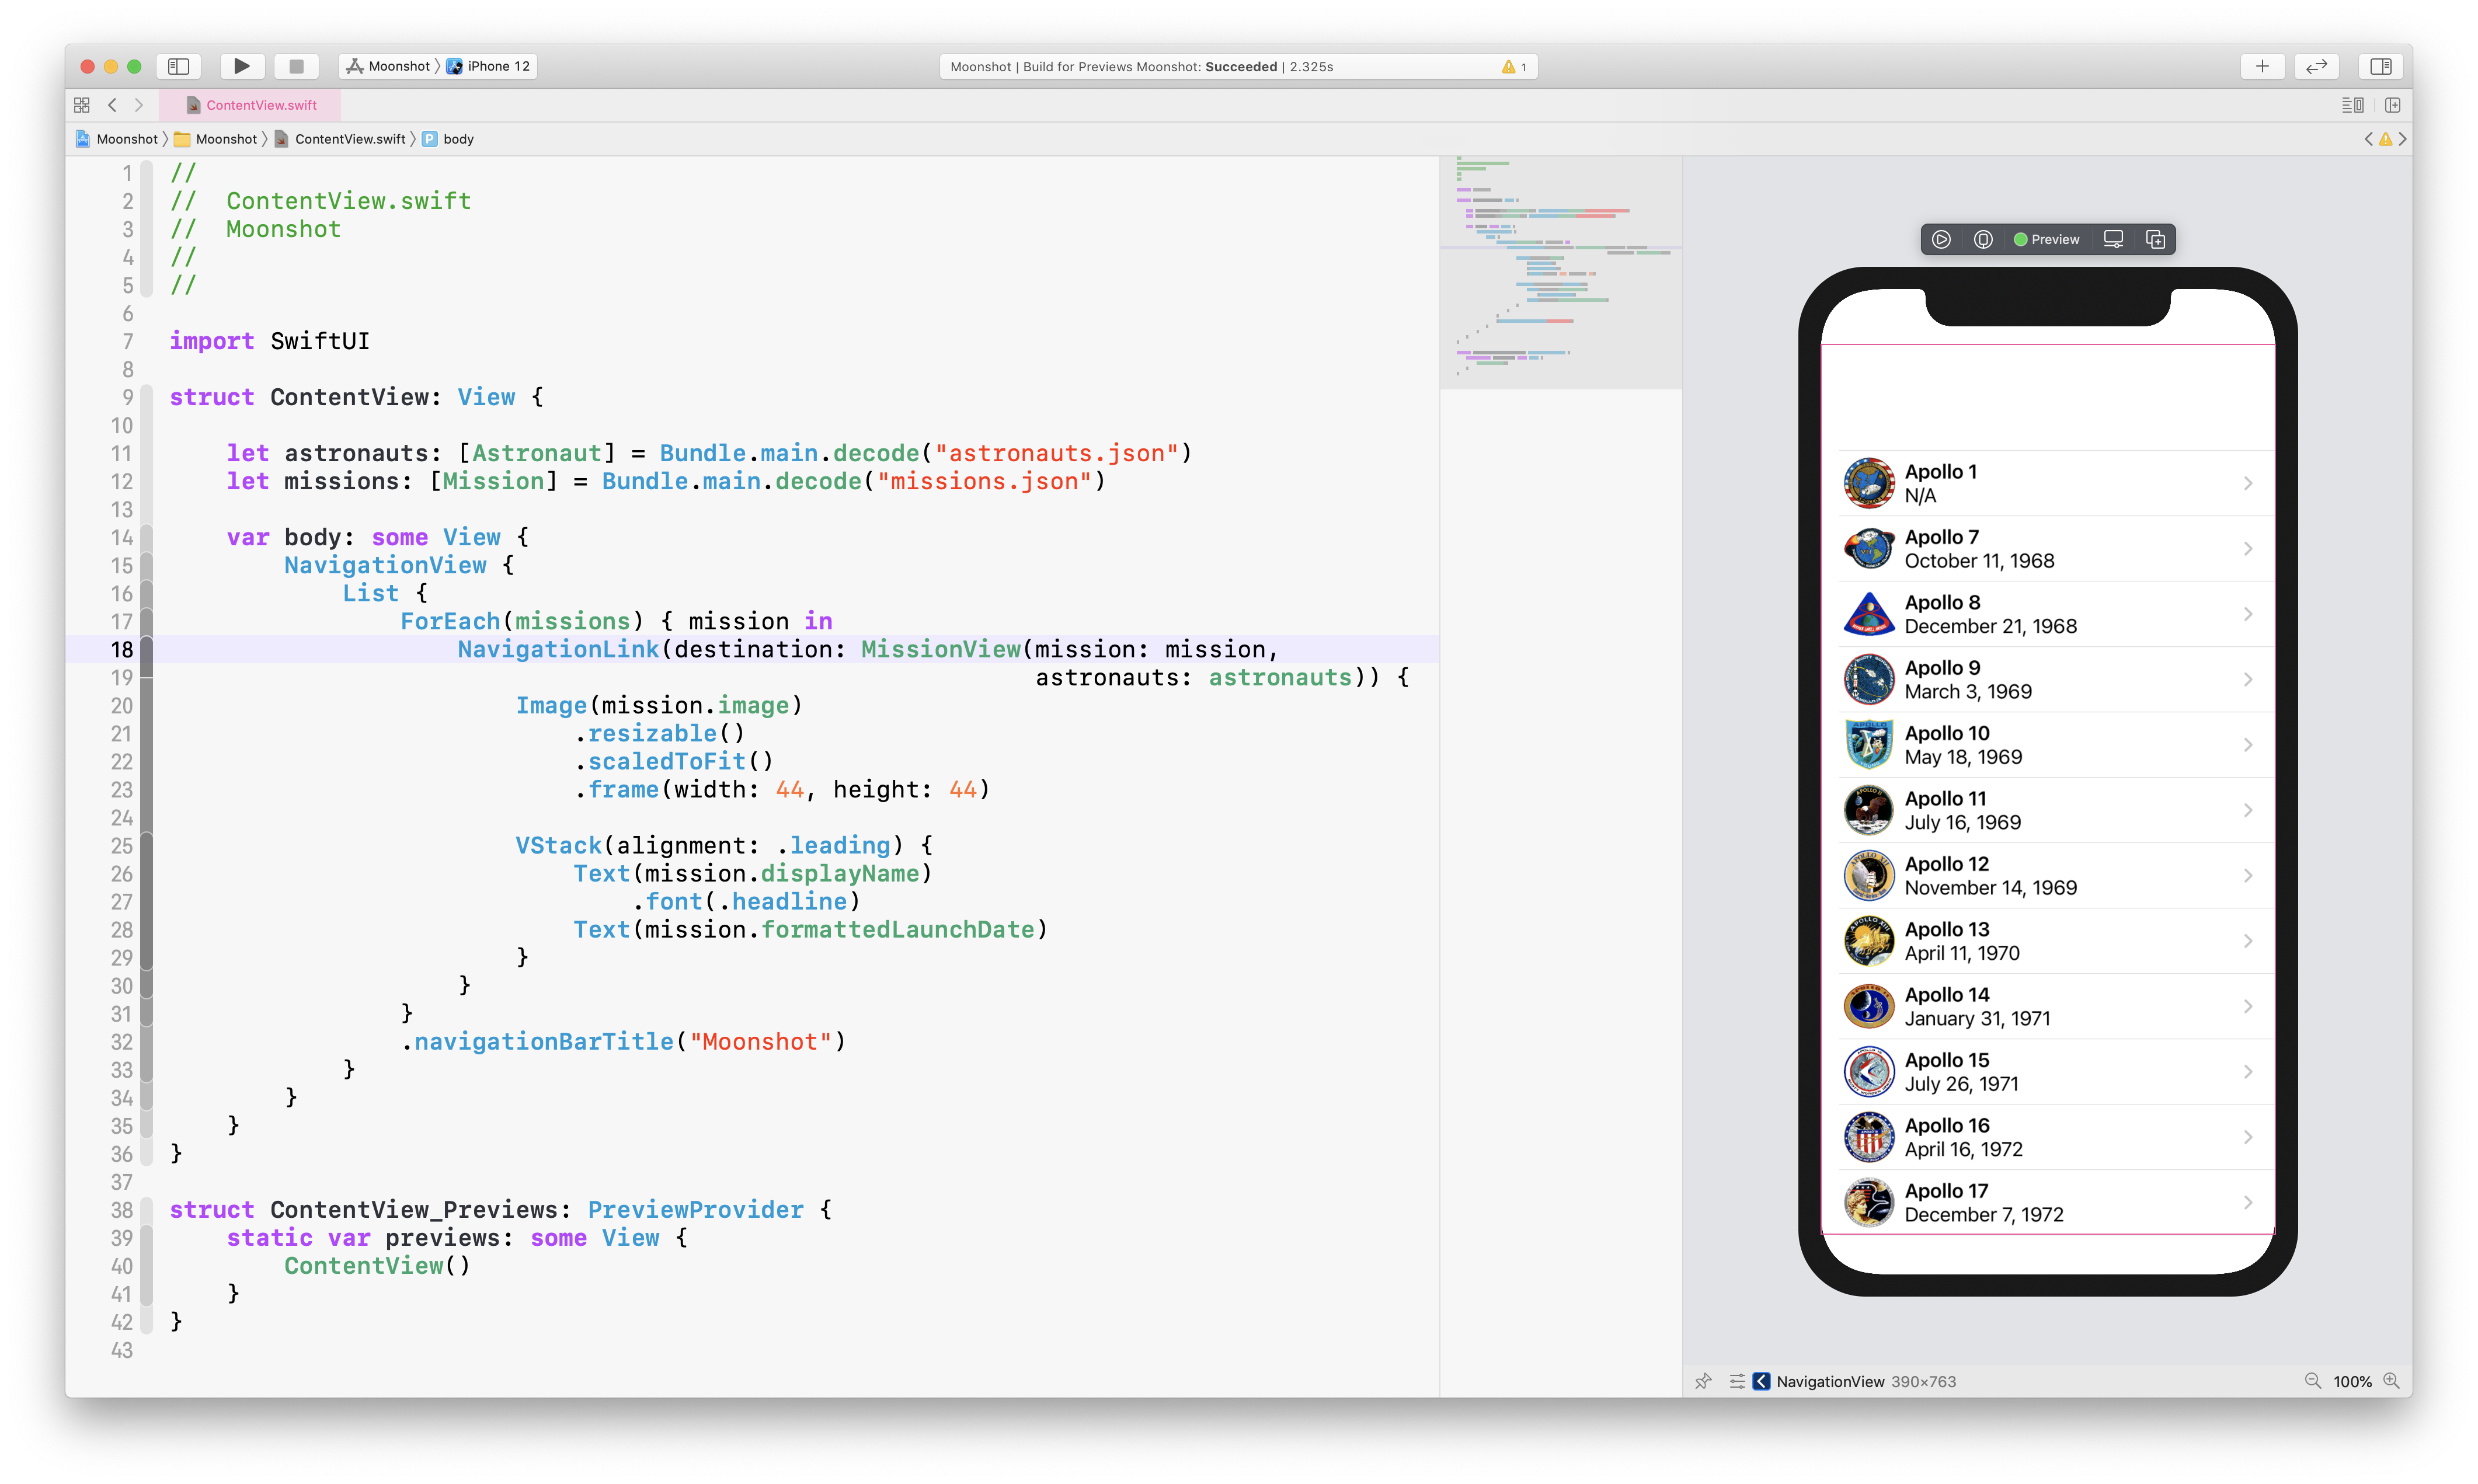 Moonshot 〉 iPhone 12
Moonshot | Build for Previews Moonshot: Succeeded | 2.325s
1
ContentView.swift
Moonshot 〉 Moonshot 〉 ContentView.swift 〉 P body
1 //
2 //  ContentView.swift
3 //  Moonshot
4 //
5 //
6
7 import SwiftUI
8
9 struct ContentView: View {
10
11     let astronauts: [Astronaut] = Bundle.main.decode("astronauts.json")
12     let missions: [Mission] = Bundle.main.decode("missions.json")
13
14     var body: some View {
15         NavigationView {
16             List {
17                 ForEach(missions) { mission in
18                     NavigationLink(destination: MissionView(mission: mission,
19                                                             astronauts: astronauts)) {
20                         Image(mission.image)
21                             .resizable()
22                             .scaledToFit()
23                             .frame(width: 44, height: 44)
24
25                         VStack(alignment: .leading) {
26                             Text(mission.displayName)
27                                 .font(.headline)
28                             Text(mission.formattedLaunchDate)
29                         }
30                     }
31                 }
32                 .navigationBarTitle("Moonshot")
33             }
34         }
35     }
36 }
37
38 struct ContentView_Previews: PreviewProvider {
39     static var previews: some View {
40         ContentView()
41     }
42 }
43
Preview
Apollo 1
N/A
Apollo 7
October 11, 1968
Apollo 8
December 21, 1968
Apollo 9
March 3, 1969
Apollo 10
May 18, 1969
Apollo 11
July 16, 1969
Apollo 12
November 14, 1969
Apollo 13
April 11, 1970
Apollo 14
January 31, 1971
Apollo 15
July 26, 1971
Apollo 16
April 16, 1972
Apollo 17
December 7, 1972
NavigationView 390×763
100%